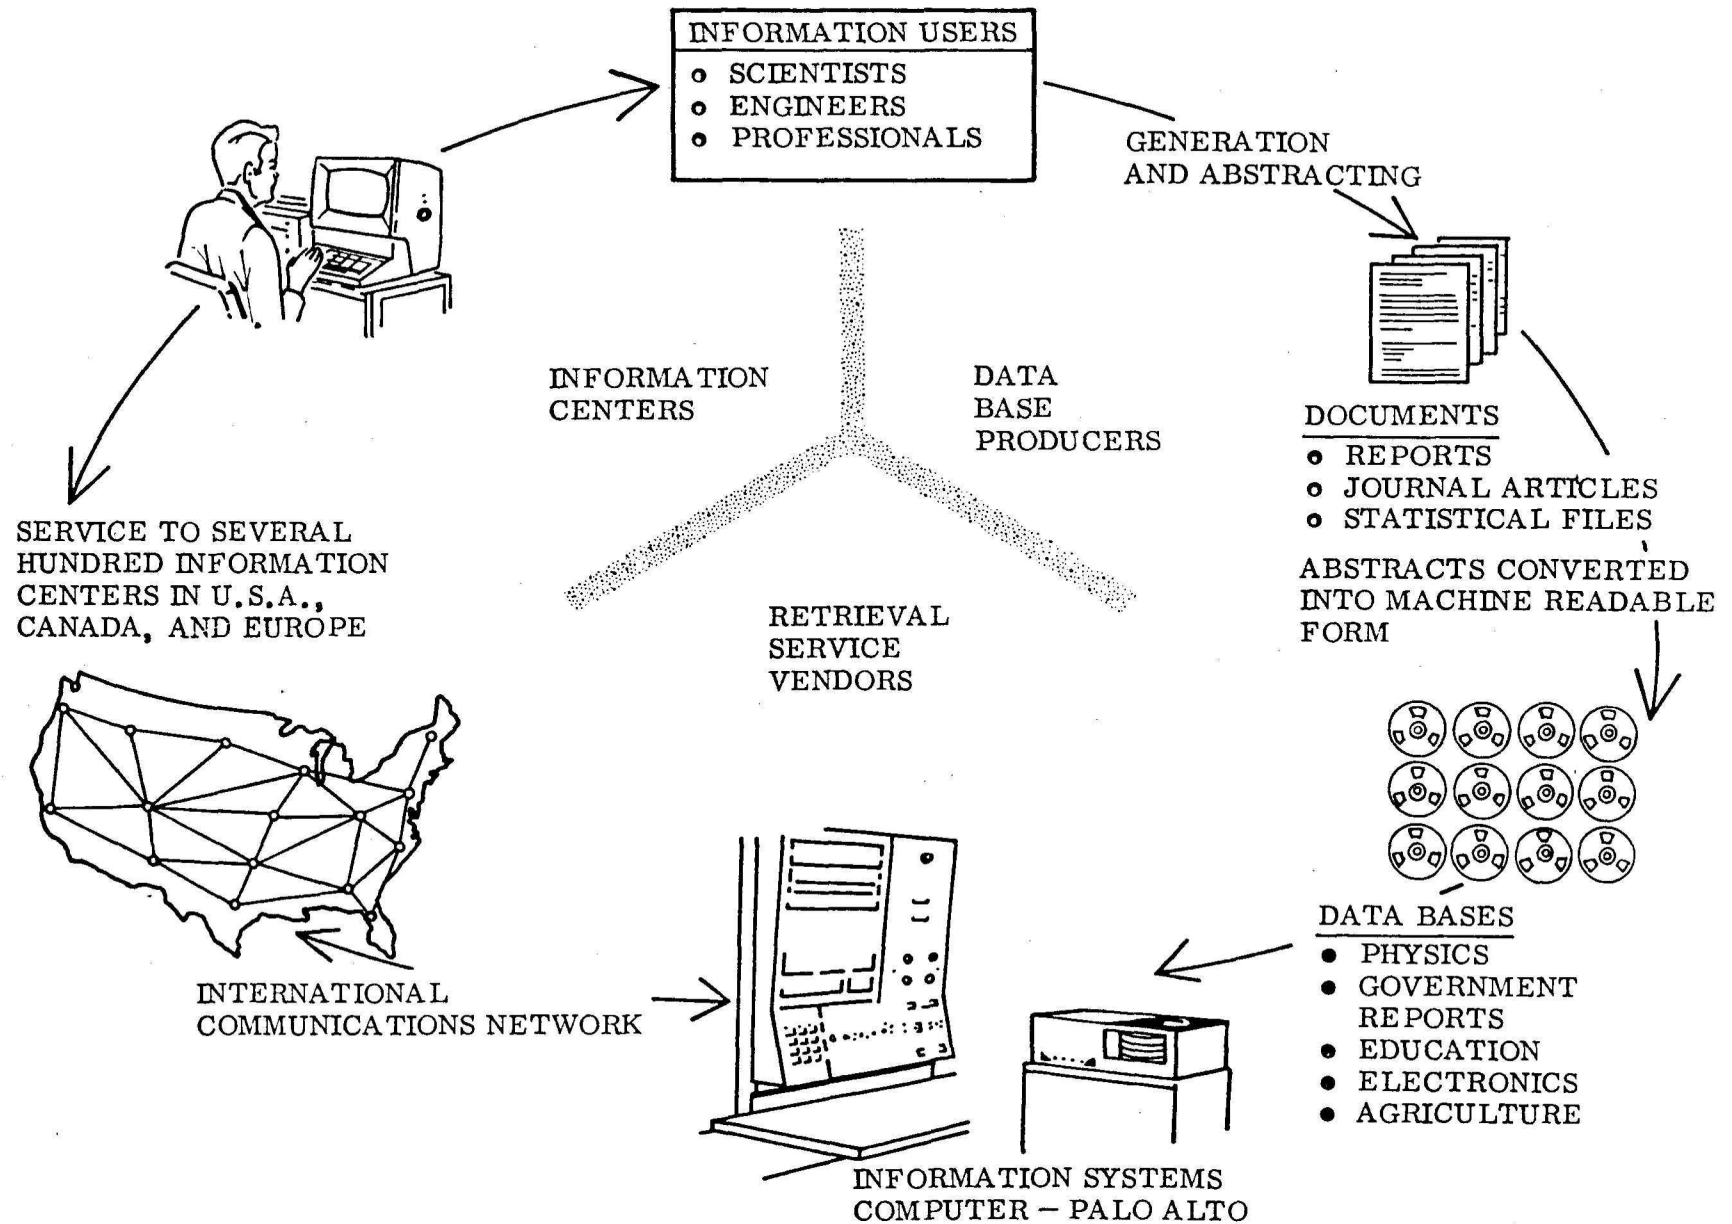 INFORMATION USERS
• SCIENTISTS
• ENGINEERS
• PROFESSIONALS
GENERATION
AND ABSTRACTING
INFORMATION
CENTERS
DATA
BASE
PRODUCERS
DOCUMENTS
• REPORTS
• JOURNAL ARTICLES
• STATISTICAL FILES
ABSTRACTS CONVERTED
INTO MACHINE READABLE
FORM
SERVICE TO SEVERAL
HUNDRED INFORMATION
CENTERS IN U.S.A.,
CANADA, AND EUROPE
RETRIEVAL
SERVICE
VENDORS
DATA BASES
• PHYSICS
• GOVERNMENT
REPORTS
• EDUCATION
• ELECTRONICS
• AGRICULTURE
INTERNATIONAL
COMMUNICATIONS NETWORK
INFORMATION SYSTEMS
COMPUTER – PALO ALTO